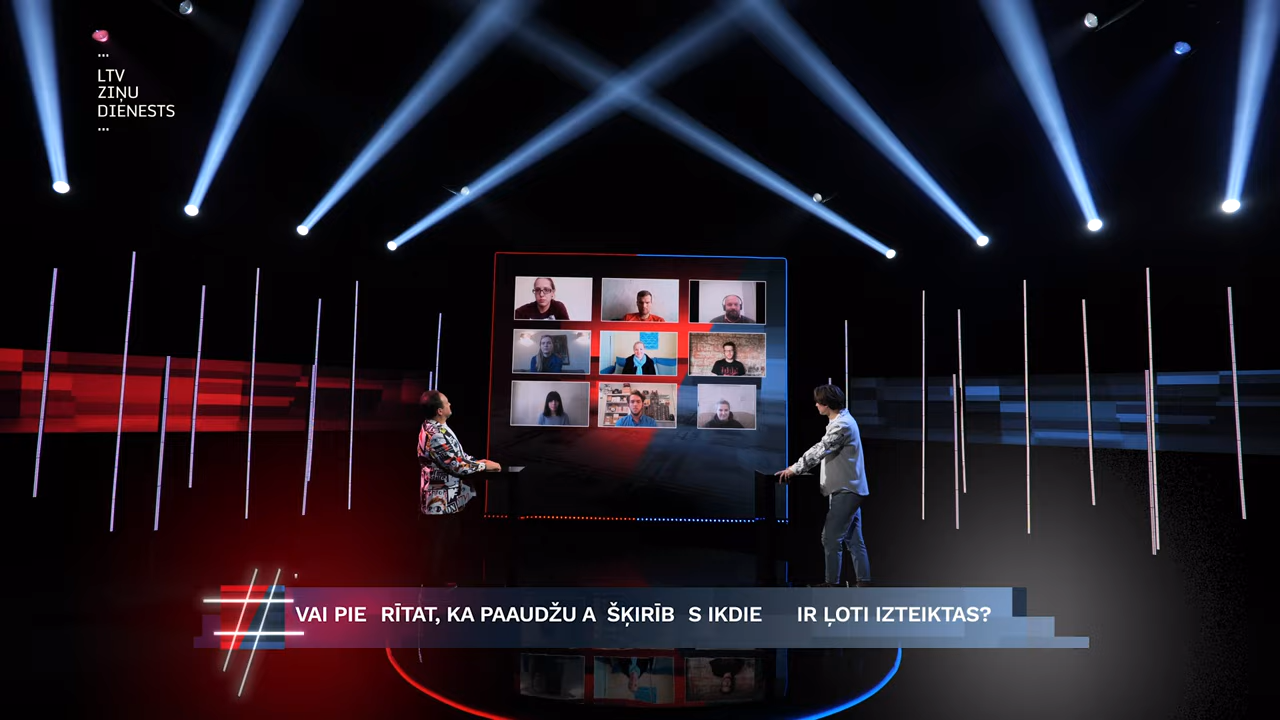 LTV
ZIŅU
DIENESTS
VAI PIE RĪTAT, KA PAAUDŽU A ŠĶIRĪB S IKDIE IR ĻOTI IZTEIKTAS?